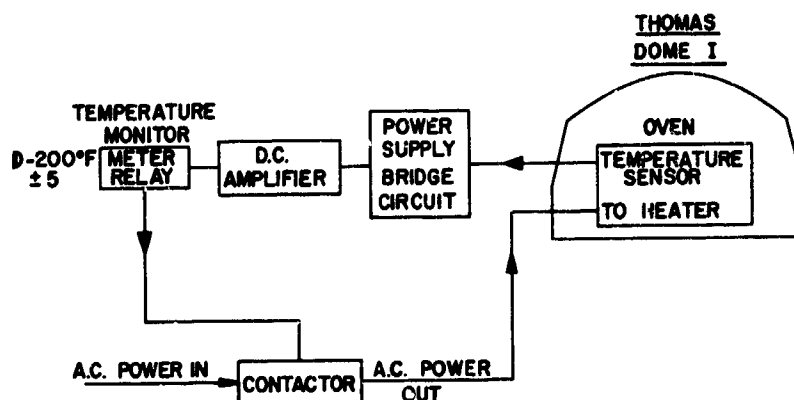 THOMAS
DOME I
TEMPERATURE
MONITOR
D-200°F
±5
METER
RELAY
D.C.
AMPLIFIER
POWER
SUPPLY
BRIDGE
CIRCUIT
OVEN
TEMPERATURE
SENSOR
TO HEATER
A.C. POWER IN
CONTACTOR
A.C. POWER
OUT